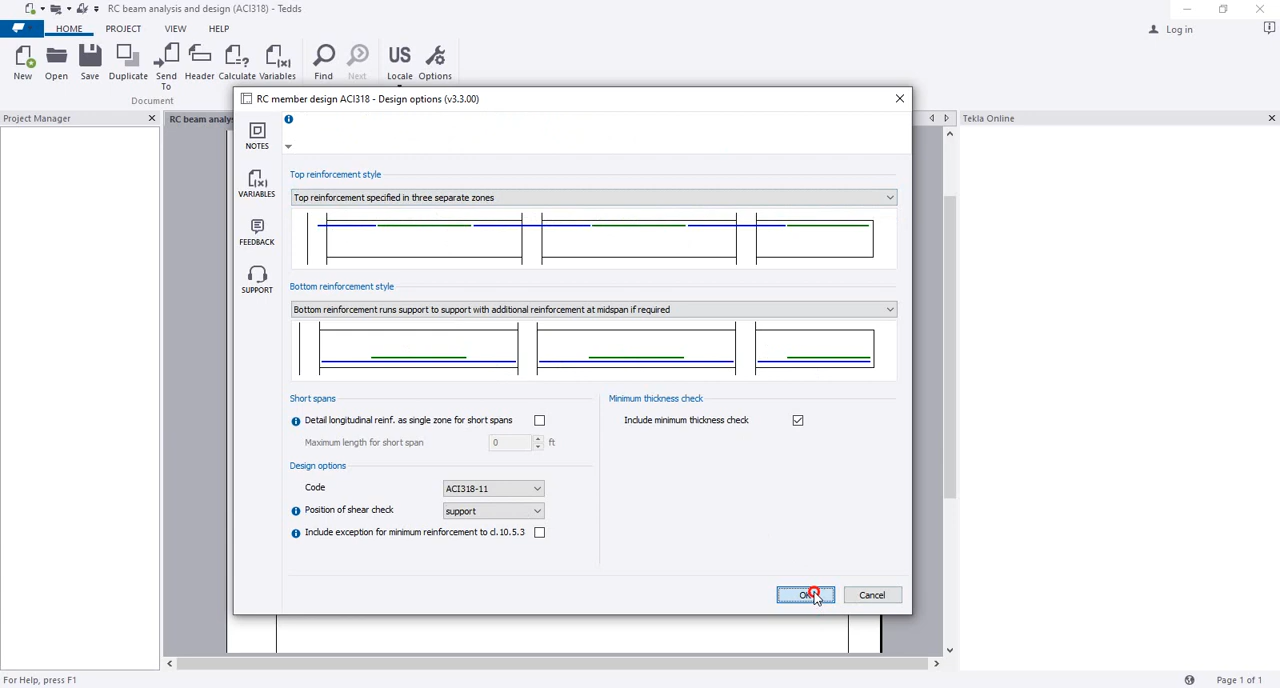 RC beam analysis and design (ACI318) - Tedds
HOME PROJECT VIEW HELP
Log in
New Open Save Duplicate Send To Header Calculate Variables Find Next Locale Options
US
Document
Project Manager
RC beam analys
Tekla Online
RC member design ACI318 - Design options (v3.3.00)
NOTES
VARIABLES
FEEDBACK
SUPPORT
Top reinforcement style
Top reinforcement specified in three separate zones
Bottom reinforcement style
Bottom reinforcement runs support to support with additional reinforcement at midspan if required
Short spans
Minimum thickness check
Detail longitudinal reinf. as single zone for short spans
Include minimum thickness check
Maximum length for short span 0 ft
Design options
Code ACI318-11
Position of shear check support
Include exception for minimum reinforcement to cl.10.5.3
OK Cancel
For Help, press F1
Page 1 of 1